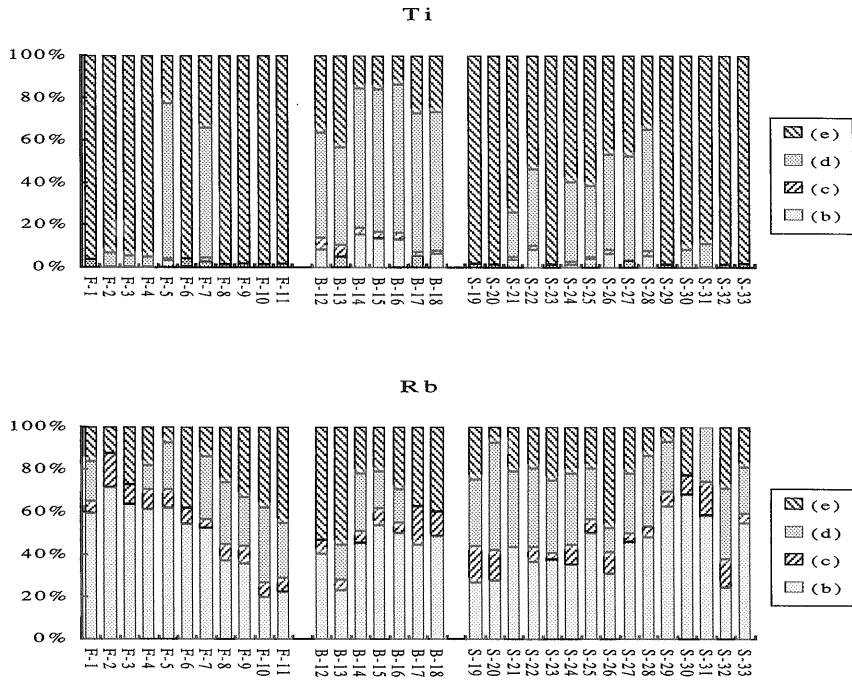 Ti
100%
80%
60%
40%
20%
0%
F-1 F-2 F-3 F-4 F-5 F-6 F-7 F-8 F-9 F-10 F-11 B-12 B-13 B-14 B-15 B-16 B-17 B-18 S-19 S-20 S-21 S-22 S-23 S-24 S-25 S-26 S-27 S-28 S-29 S-30 S-31 S-32 S-33
(e)
(d)
(c)
(b)
Rb
100%
80%
60%
40%
20%
0%
F-1 F-2 F-3 F-4 F-5 F-6 F-7 F-8 F-9 F-10 F-11 B-12 B-13 B-14 B-15 B-16 B-17 B-18 S-19 S-20 S-21 S-22 S-23 S-24 S-25 S-26 S-27 S-28 S-29 S-30 S-31 S-32 S-33
(e)
(d)
(c)
(b)